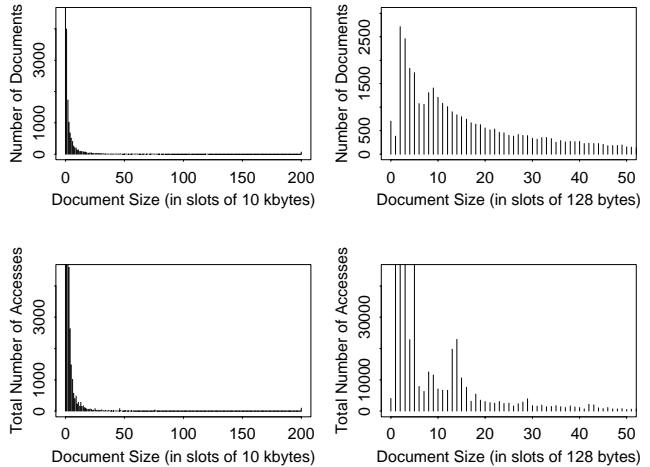 Number of Documents
0 1000 3000
0 50 100 150 200
Document Size (in slots of 10 kbytes)
Number of Documents
0 500 1500 2500
0 10 20 30 40 50
Document Size (in slots of 128 bytes)
Total Number of Accesses
0 1000 3000
0 50 100 150 200
Document Size (in slots of 10 kbytes)
Total Number of Accesses
0 10000 30000
0 10 20 30 40 50
Document Size (in slots of 128 bytes)